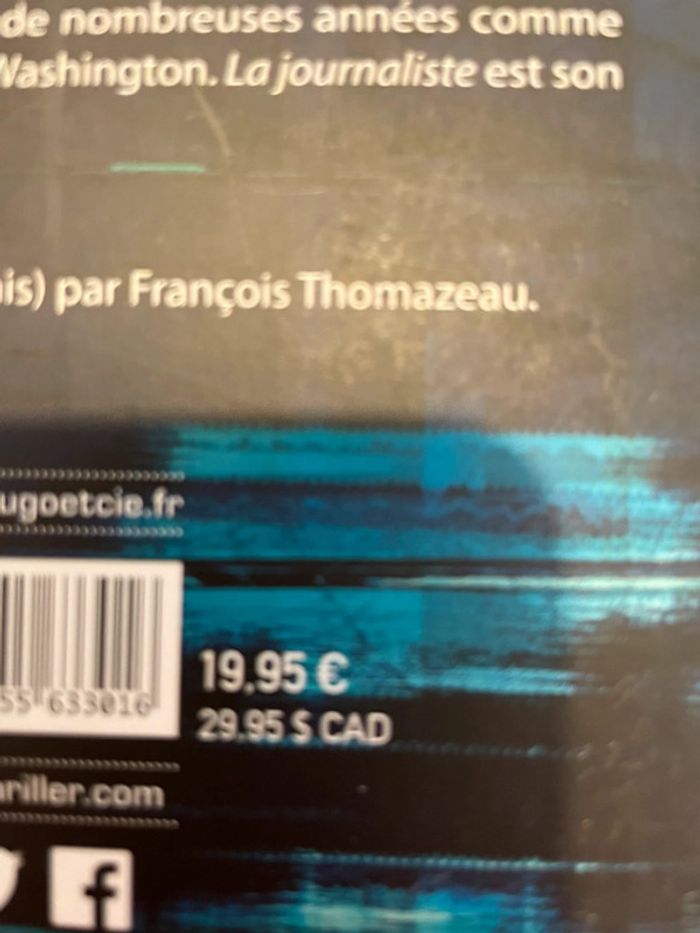 de nombreuses années comme
Washington. La journaliste est son
is) par François Thomazeau.
ugoetcie.fr
19,95 €
55 633016
29,95 $ CAD
riller.com
f